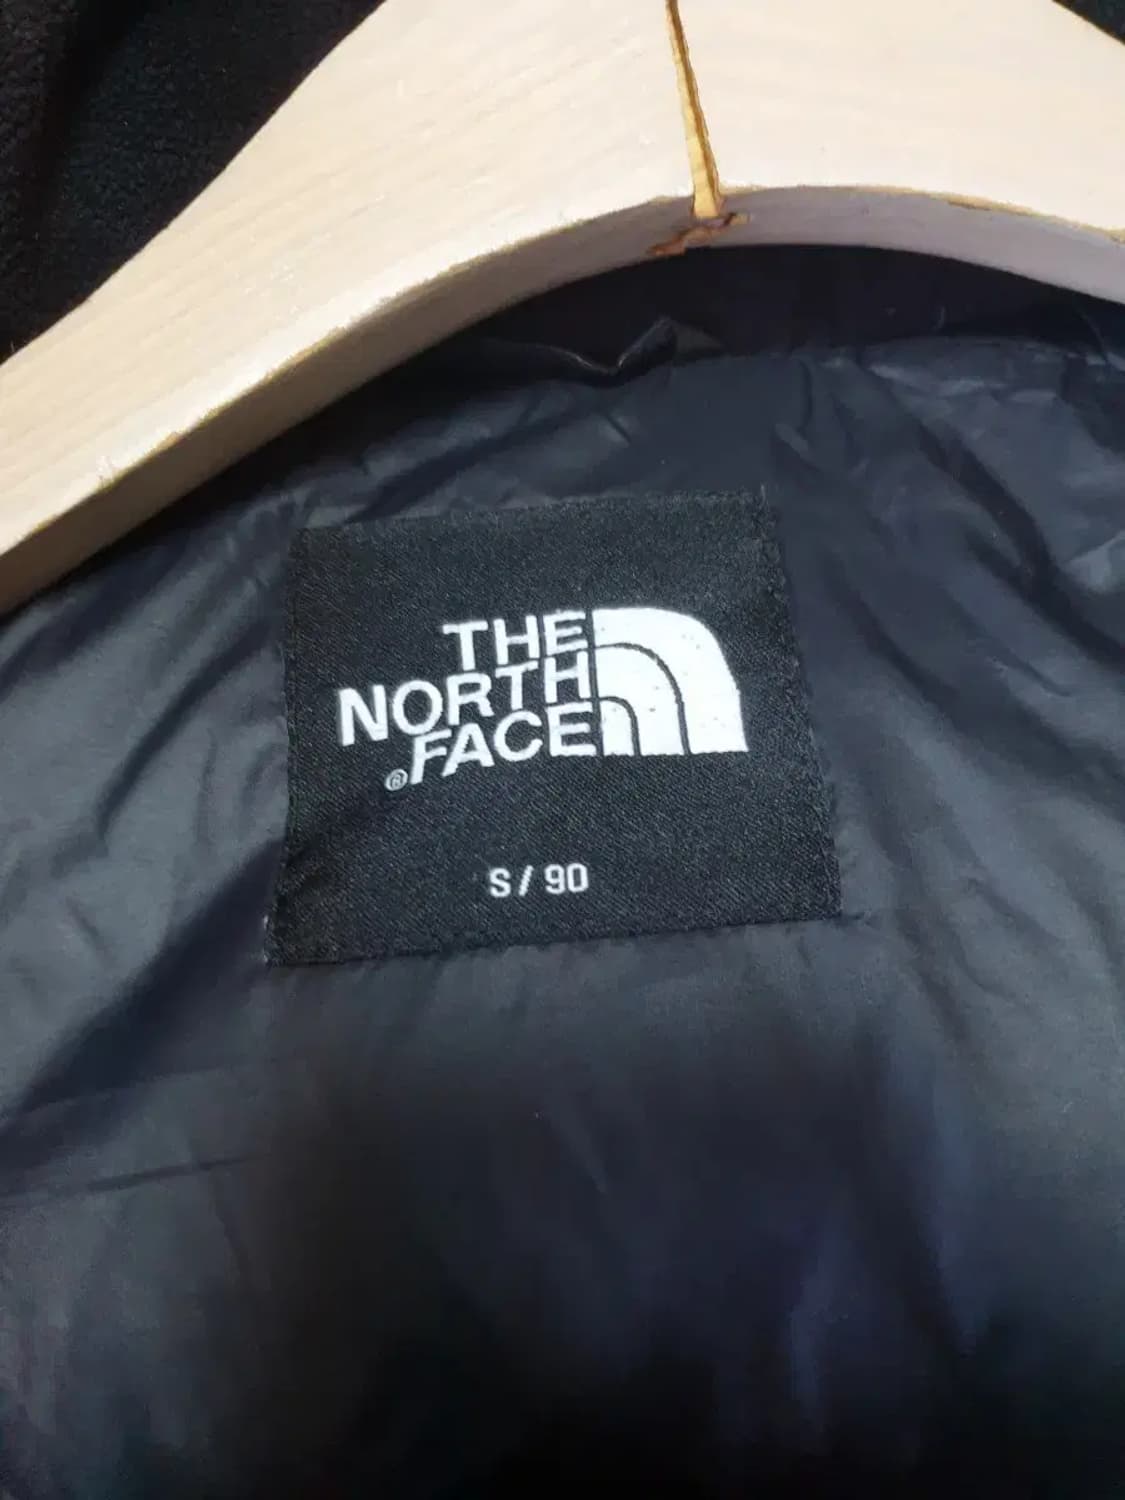 THE
NORTH
®FACE
S / 90